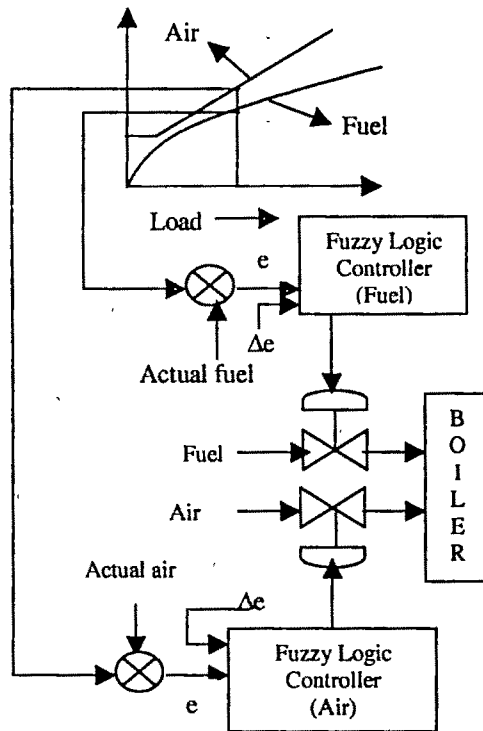 Air
Fuel
Load
Fuzzy Logic
Controller
(Fuel)
e
Δe
Actual fuel
Fuel
Air
B
O
I
L
E
R
Actual air
Δe
Fuzzy Logic
Controller
(Air)
e